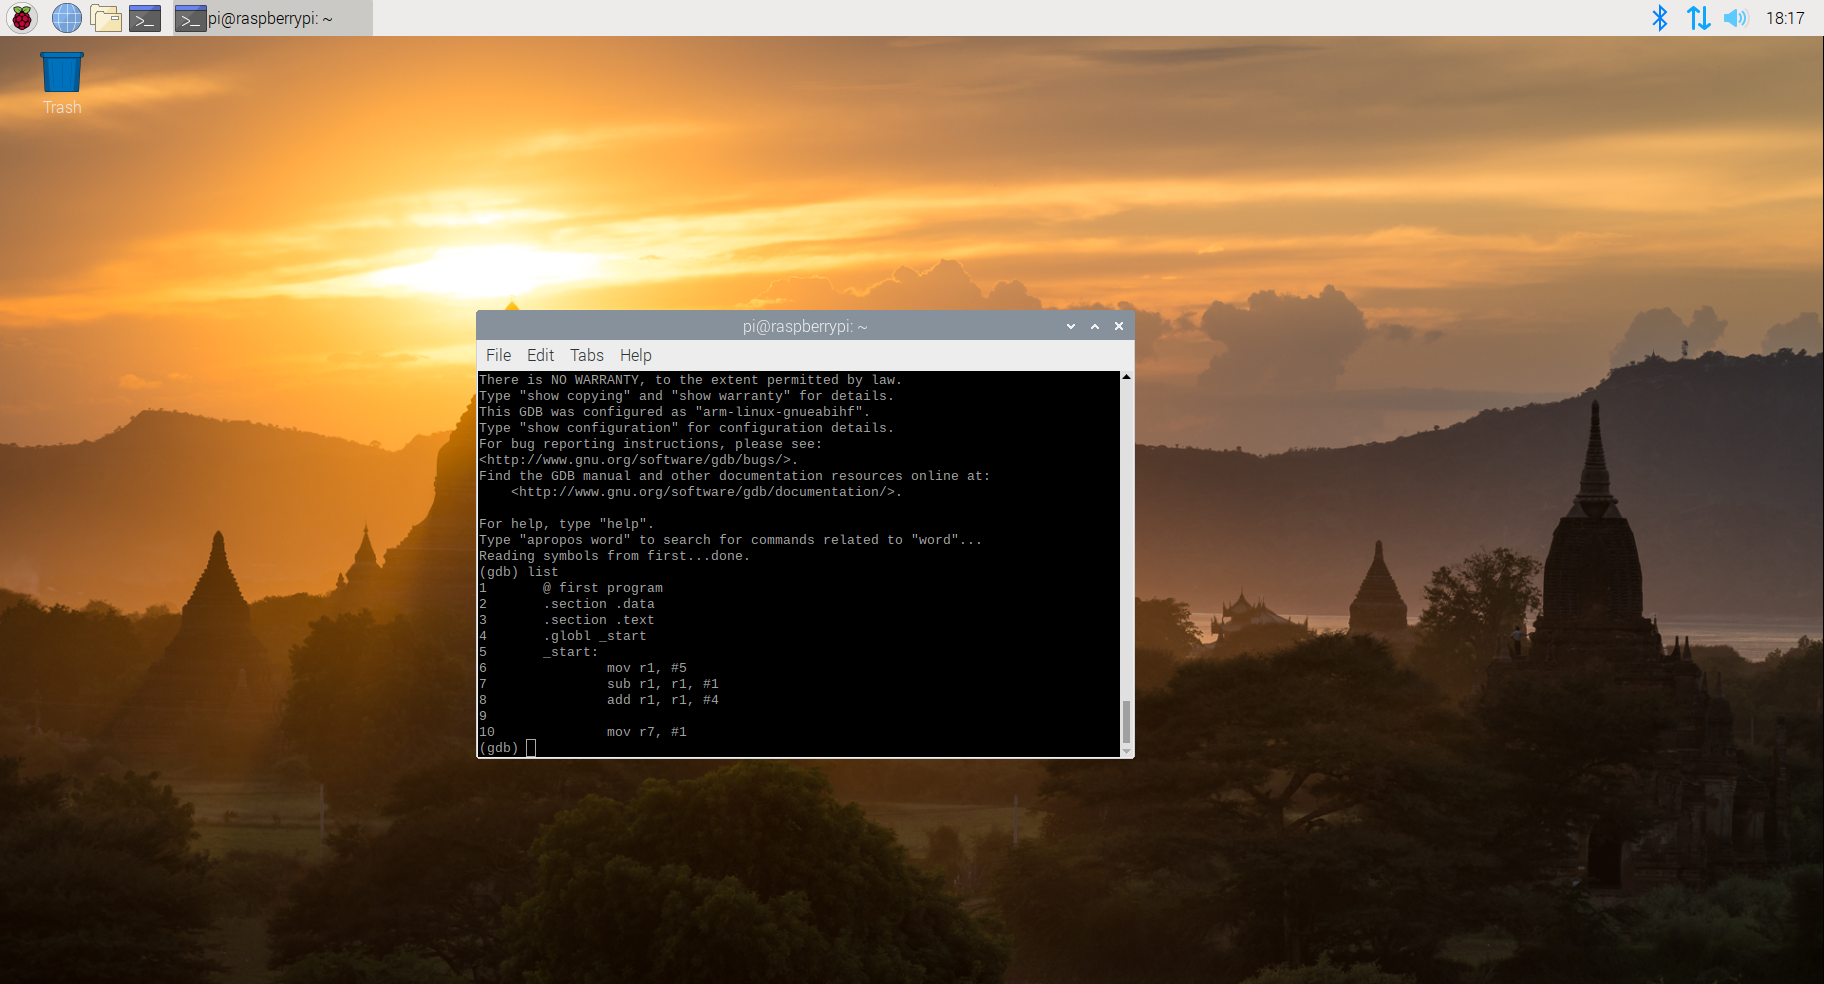 pi@raspberrypi: ~
18:17
Trash
pi@raspberrypi: ~
File Edit Tabs Help
There is NO WARRANTY, to the extent permitted by law.
Type "show copying" and "show warranty" for details.
This GDB was configured as "arm-linux-gnueabihf".
Type "show configuration" for configuration details.
For bug reporting instructions, please see:
<http://www.gnu.org/software/gdb/bugs/>.
Find the GDB manual and other documentation resources online at:
    <http://www.gnu.org/software/gdb/documentation/>.
For help, type "help".
Type "apropos word" to search for commands related to "word"...
Reading symbols from first...done.
(gdb) list
1       @ first program
2       .section .data
3       .section .text
4       .globl _start
5       _start:
6               mov r1, #5
7               sub r1, r1, #1
8               add r1, r1, #4
9
10              mov r7, #1
(gdb)